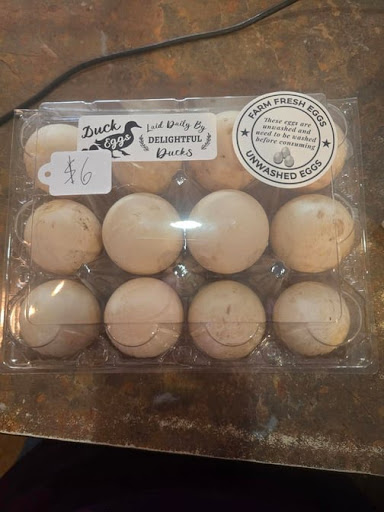 Duck
Eggs
Laid Daily By
DELIGHTFUL
Ducks
$6
FARM FRESH EGGS
These eggs are
unwashed and
need to be washed
before consuming
UNWASHED EGGS